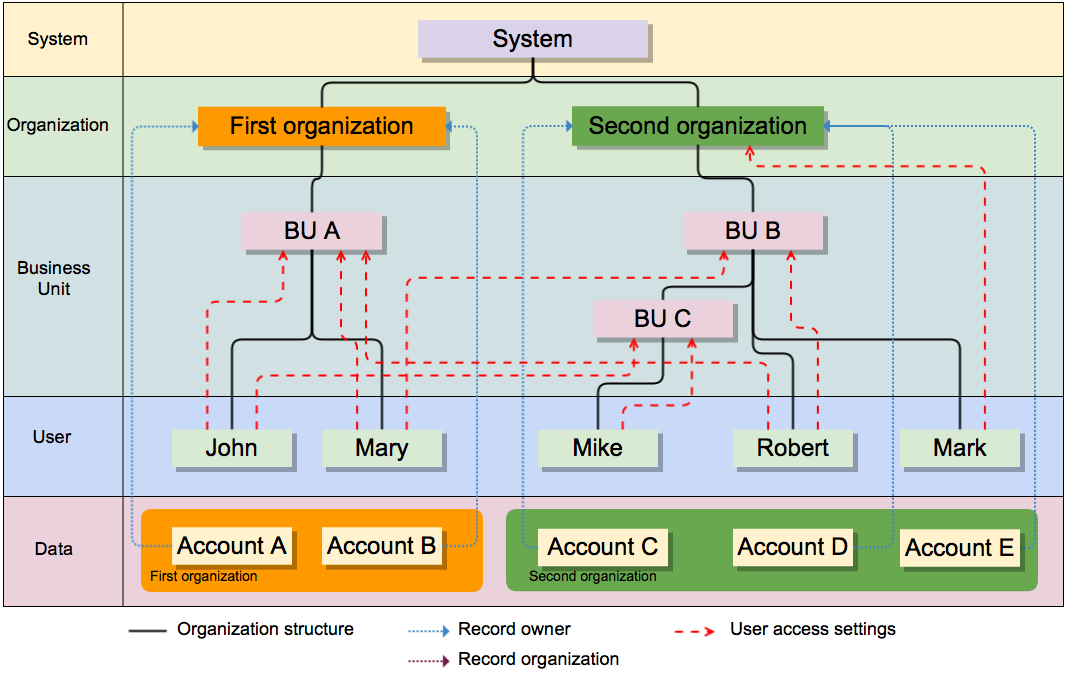 System
System
Organization
First organization
Second organization
Business
Unit
BU A
BU B
BU C
User
John
Mary
Mike
Robert
Mark
Data
Account A
Account B
Account C
Account D
Account E
First organization
Second organization
Organization structure
Record owner
User access settings
Record organization